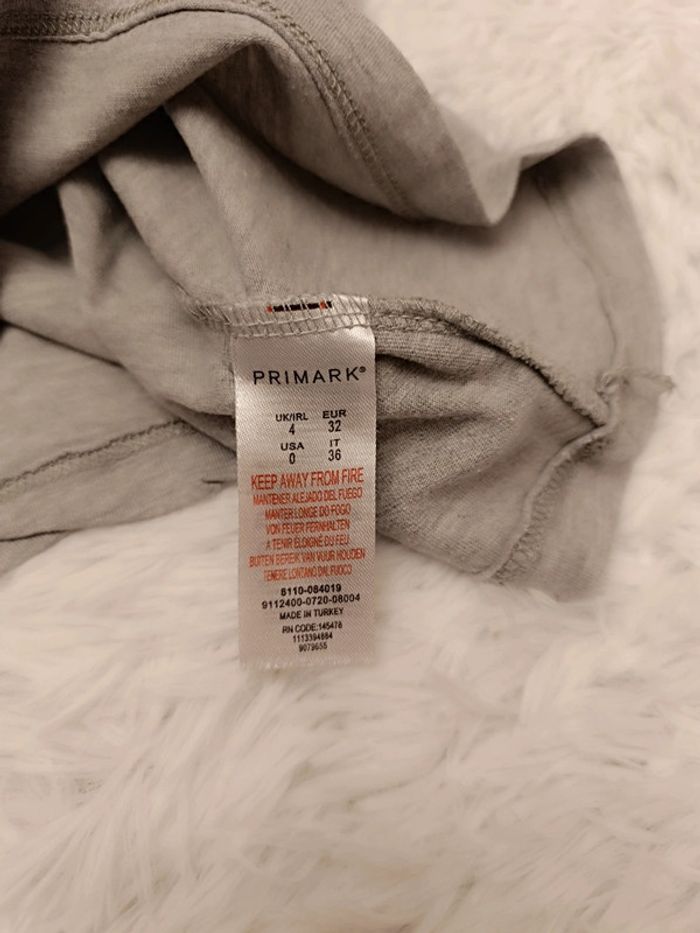 PRIMARK®
UK/IRL EUR
4 32
USA IT
0 36
KEEP AWAY FROM FIRE
MANTENER ALEJADO DEL FUEGO
MANTER LONGE DO FOGO
VON FEUER FERNHALTEN
A TENIR ÉLOIGNÉ DU FEU
BUITEN BEREIK VAN VUUR HOUDEN
TENERE LONTANO DAL FUOCO
6110-084019
9112400-0720-08004
MADE IN TURKEY
RN CODE:145478
1113394884
9079655